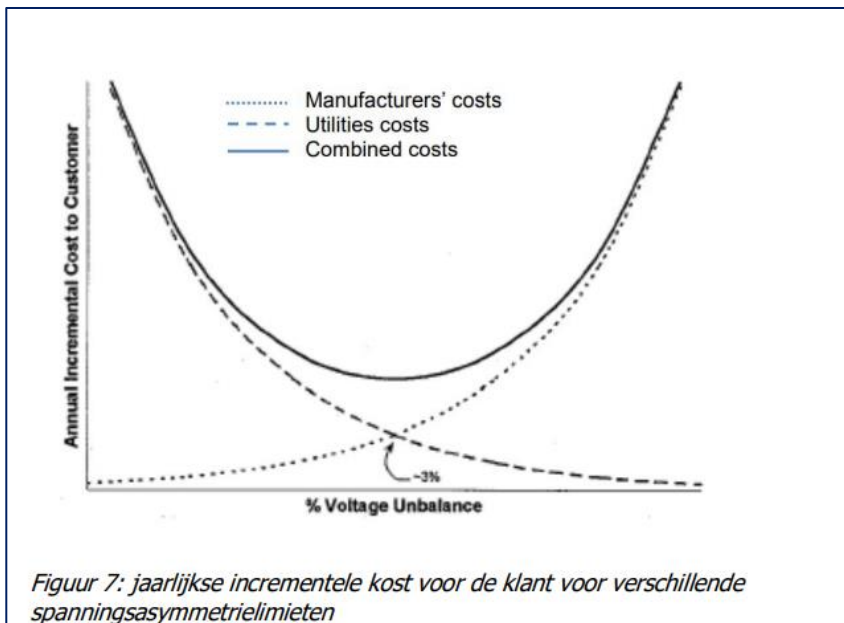 Manufacturers' costs
Utilities costs
Combined costs
Annual Incremental Cost to Customer
~3%
% Voltage Unbalance
Figuur 7: jaarlijkse incrementele kost voor de klant voor verschillende
spanningsasymmetrielimieten